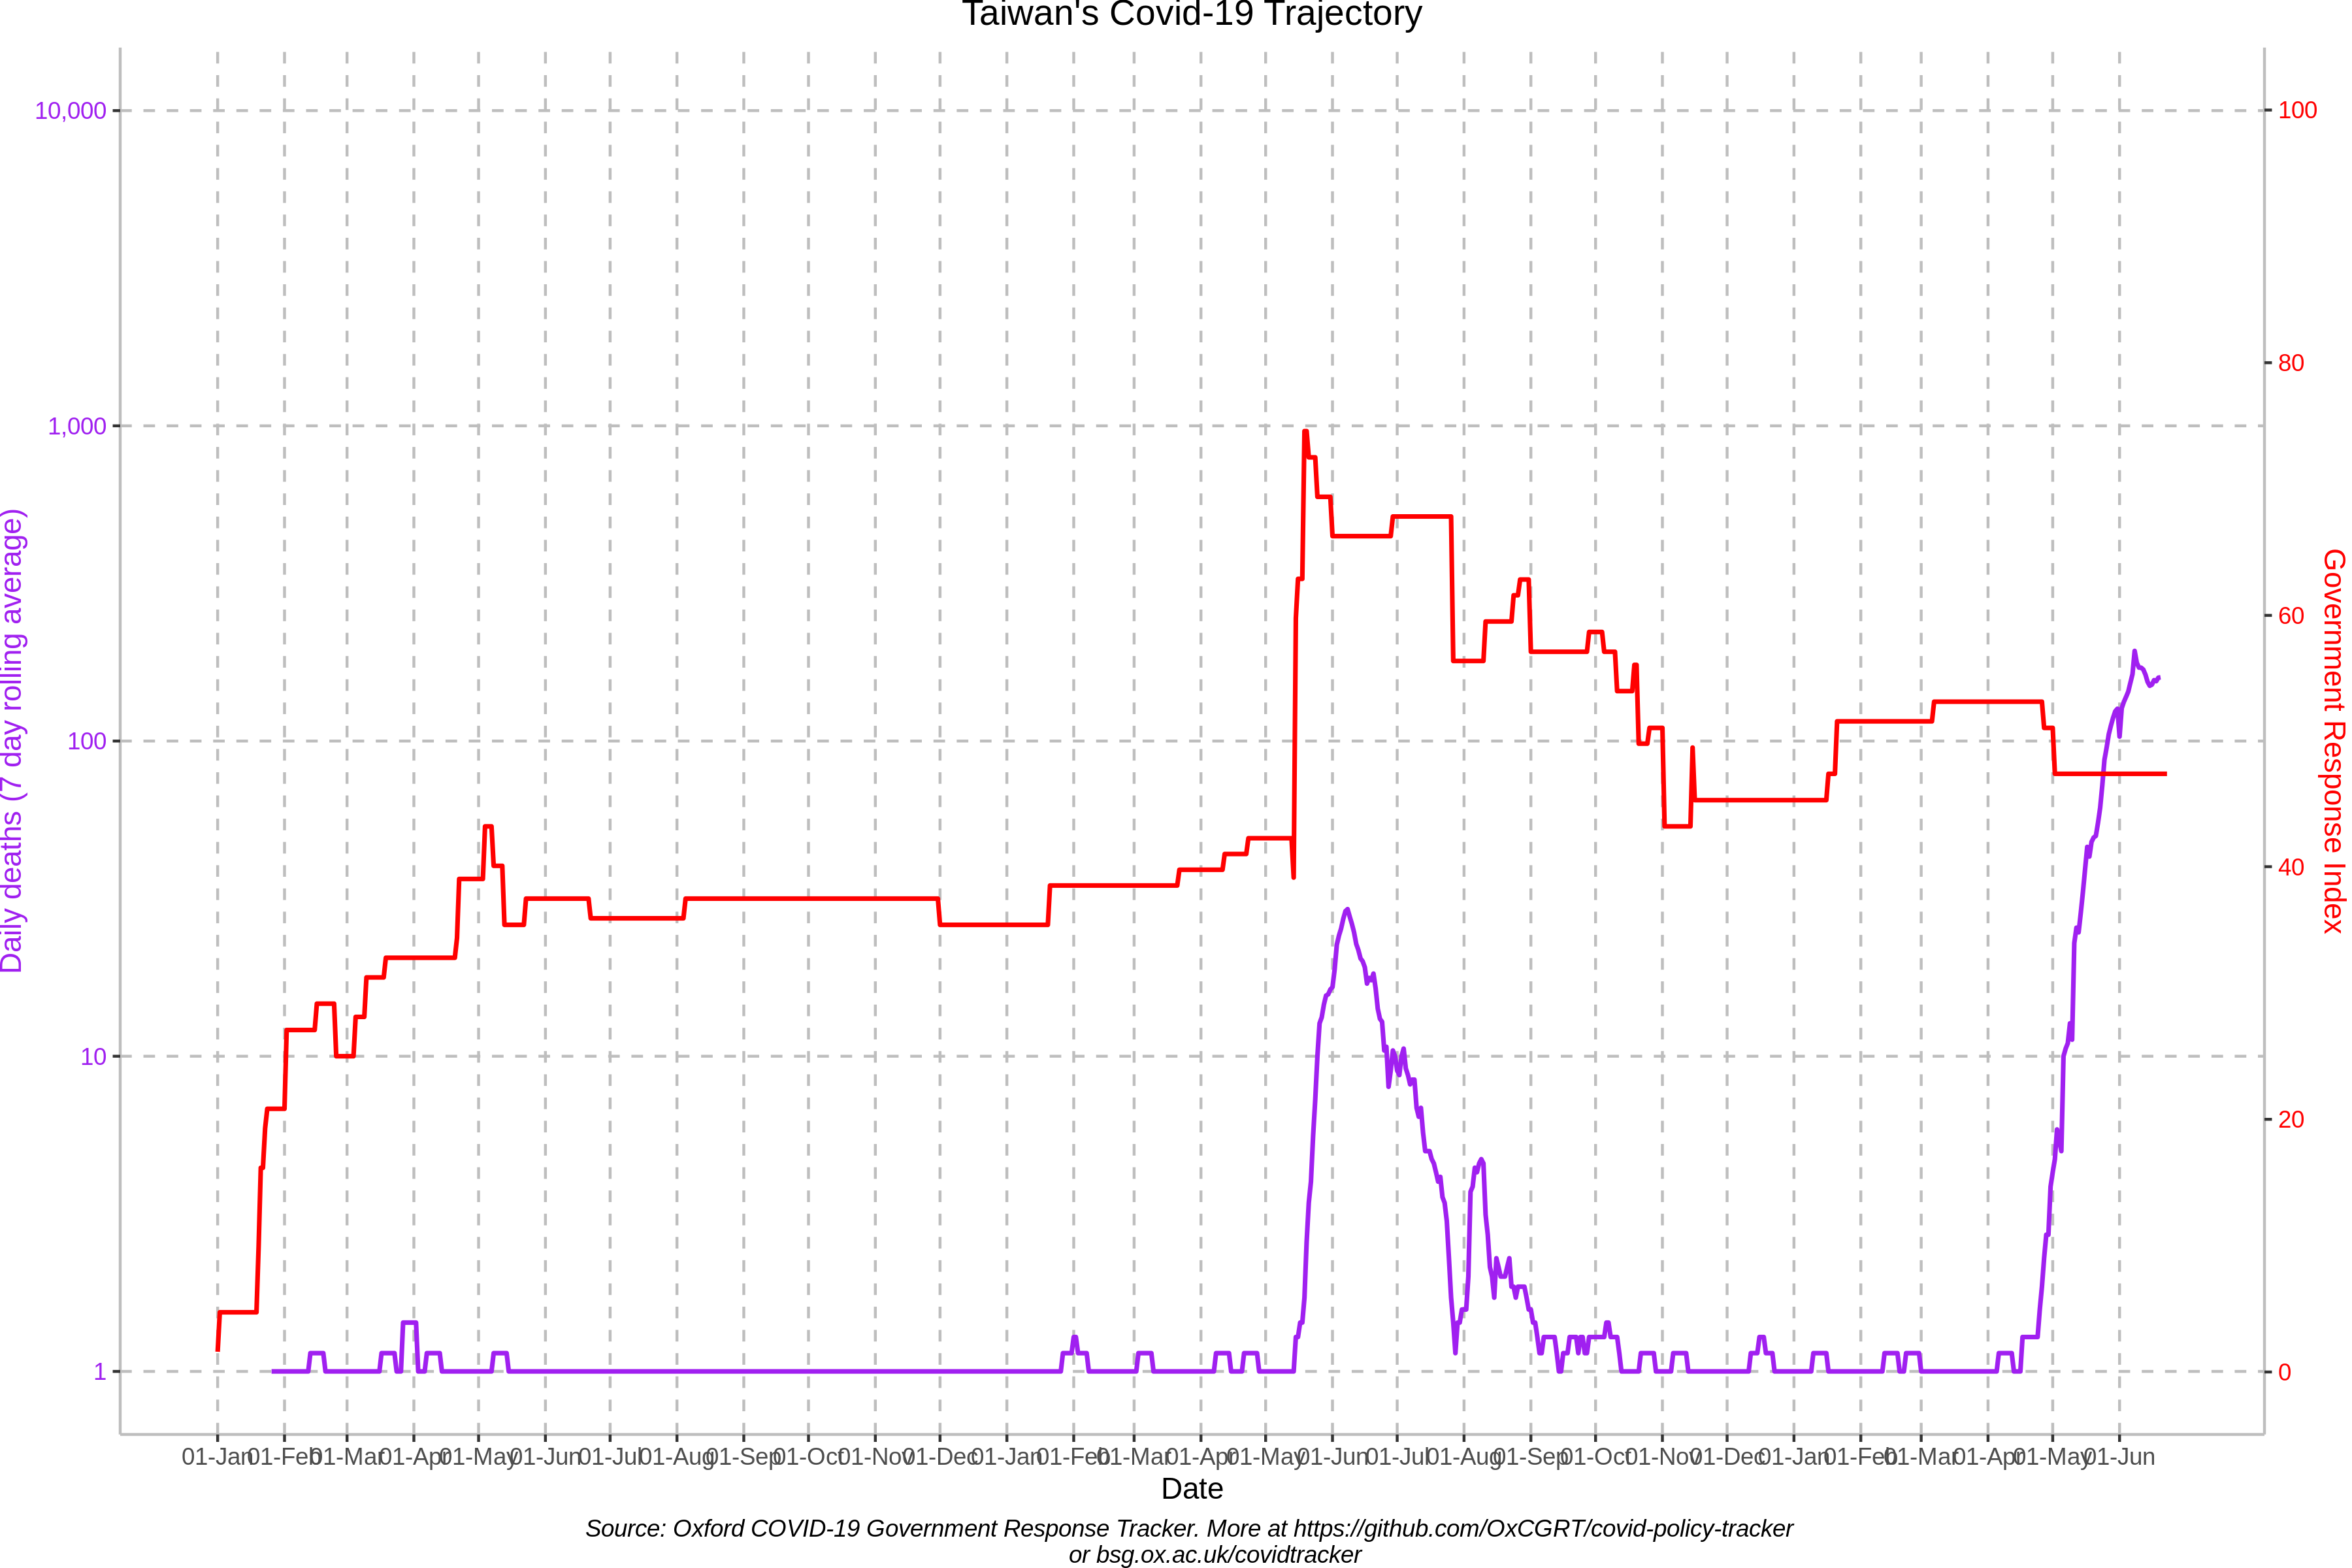 Taiwan's Covid-19 Trajectory
10,000
1,000
100
10
1
Daily deaths (7 day rolling average)
100
80
60
40
20
0
Government Response Index
01-Jan 01-Feb 01-Mar 01-Apr 01-May 01-Jun 01-Jul 01-Aug 01-Sep 01-Oct 01-Nov 01-Dec 01-Jan 01-Feb 01-Mar 01-Apr 01-May 01-Jun 01-Jul 01-Aug 01-Sep 01-Oct 01-Nov 01-Dec 01-Jan 01-Feb 01-Mar 01-Apr 01-May 01-Jun
Date
Source: Oxford COVID-19 Government Response Tracker. More at https://github.com/OxCGRT/covid-policy-tracker
or bsg.ox.ac.uk/covidtracker